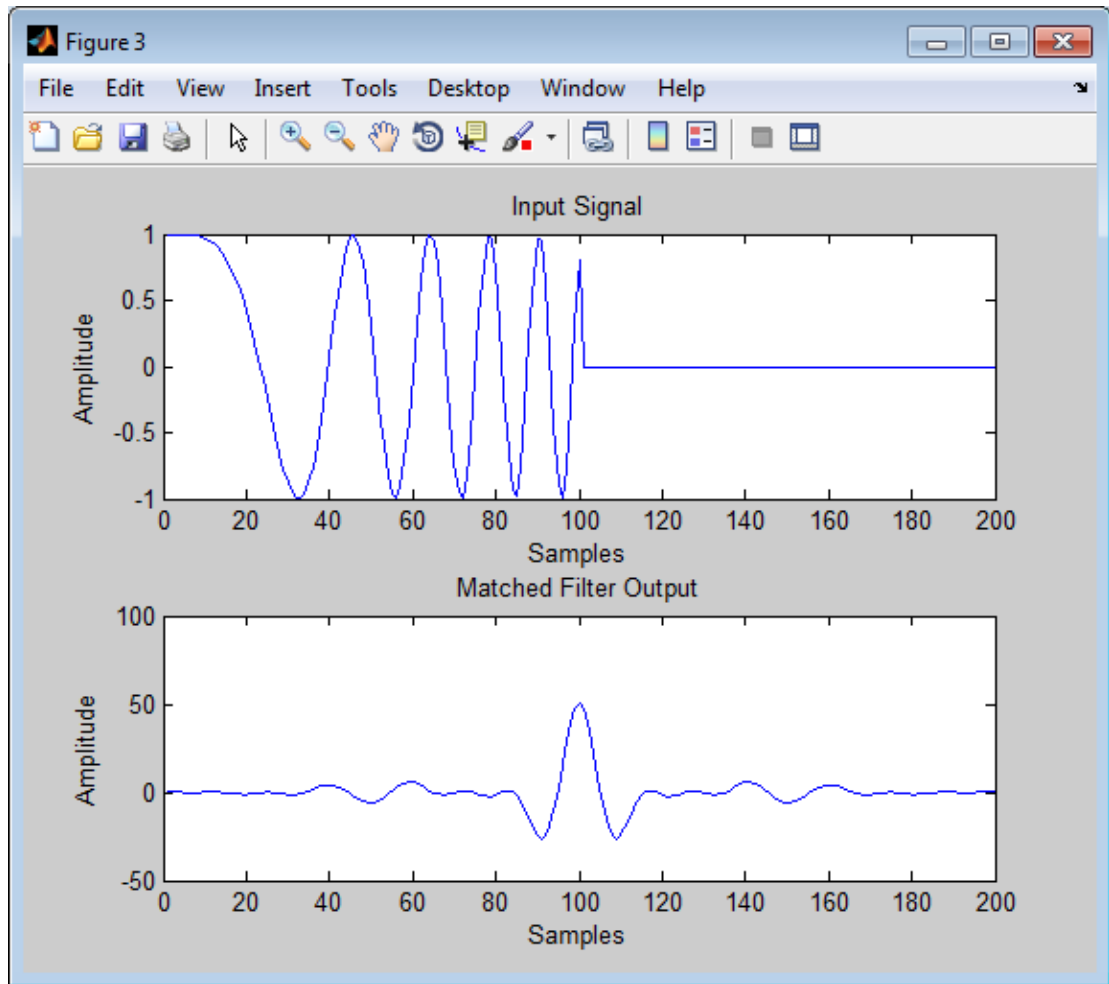 Figure 3
File Edit View Insert Tools Desktop Window Help
Input Signal
1
0.5
0
-0.5
-1
Amplitude
0 20 40 60 80 100 120 140 160 180 200
Samples
Matched Filter Output
100
50
0
-50
Amplitude
0 20 40 60 80 100 120 140 160 180 200
Samples